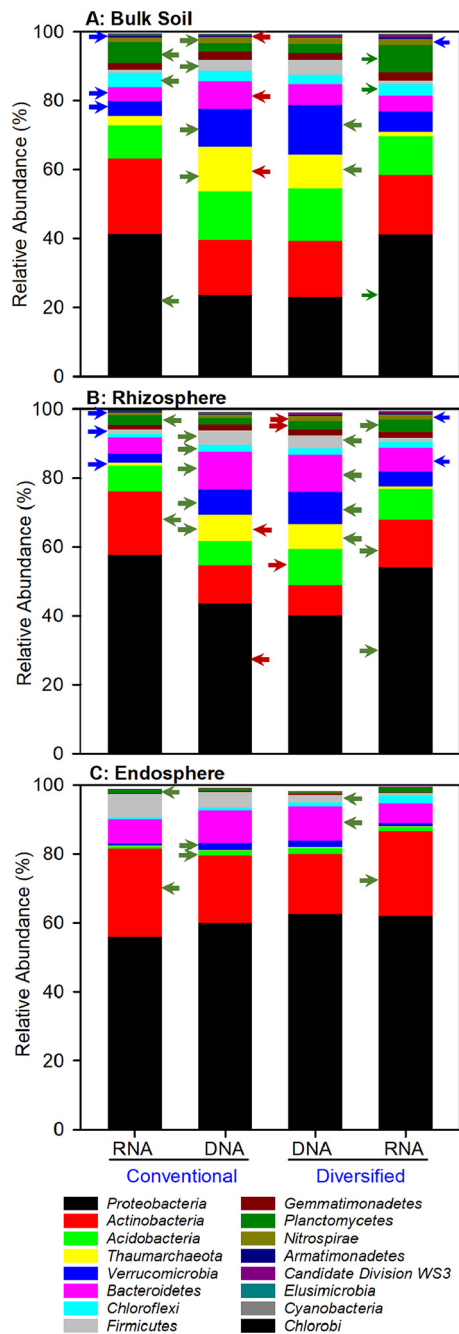 A: Bulk Soil
100
80
60
40
20
0
Relative Abundance (%)
B: Rhizosphere
100
80
60
40
20
0
Relative Abundance (%)
C: Endosphere
100
80
60
40
20
0
Relative Abundance (%)
RNA DNA DNA RNA
Conventional Diversified
Proteobacteria Gemmatimonadetes
Actinobacteria Planctomycetes
Acidobacteria Nitrospirae
Thaumarchaeota Armatimonadetes
Verrucomicrobia Candidate Division WS3
Bacteroidetes Elusimicrobia
Chloroflexi Cyanobacteria
Firmicutes Chlorobi